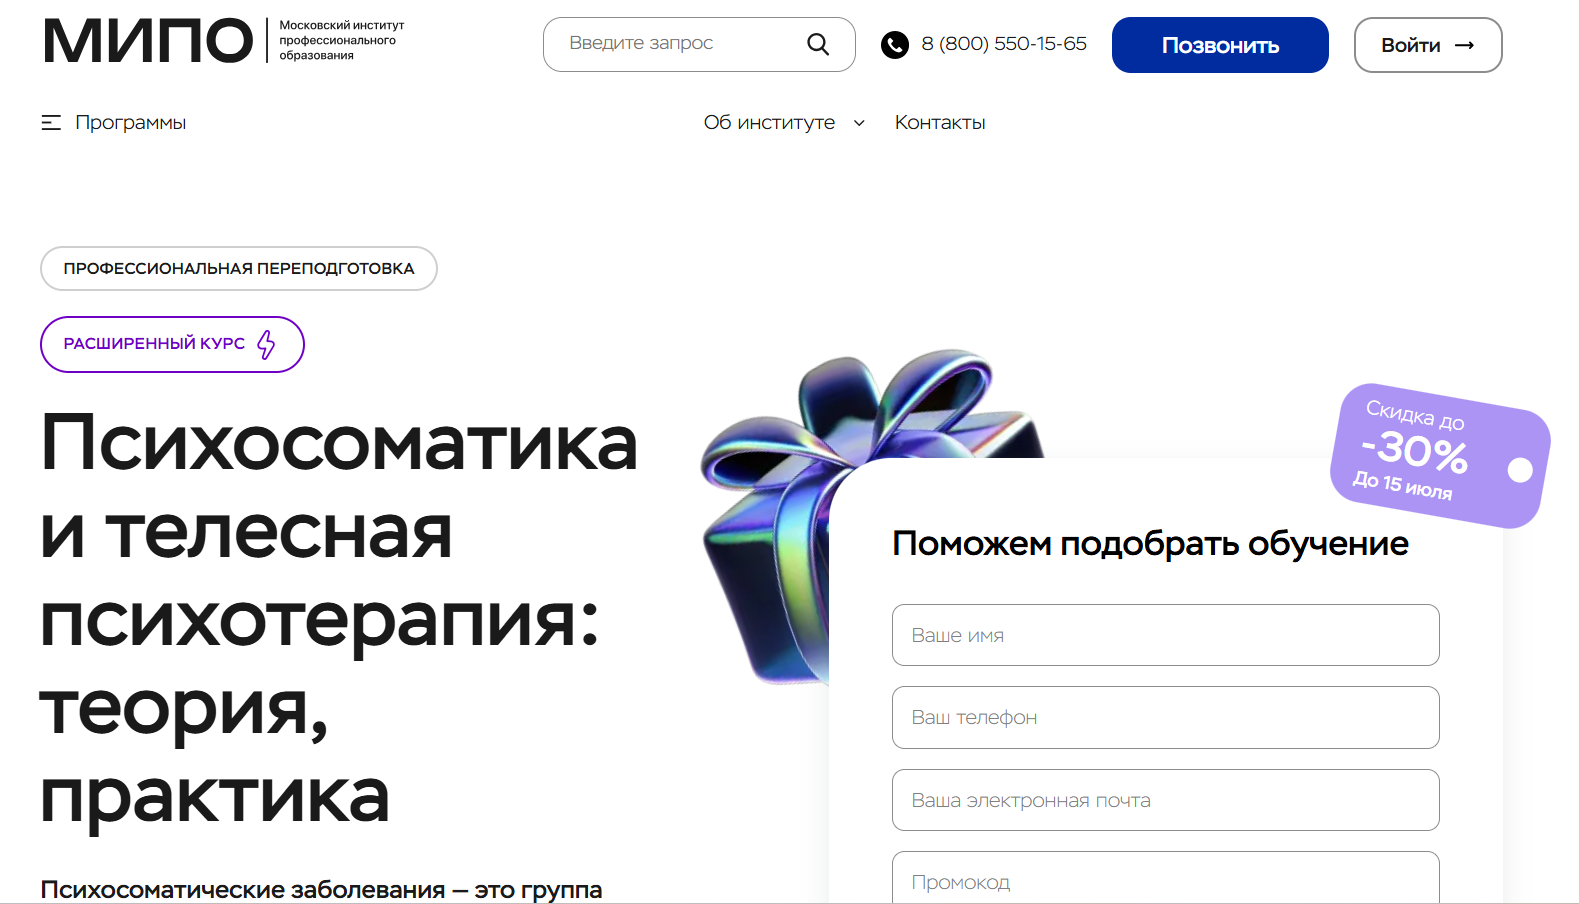 МИПО
Московский институт
профессионального
образования
Введите запрос
8 (800) 550-15-65
Позвонить
Войти →
Программы
Об институте
Контакты
ПРОФЕССИОНАЛЬНАЯ ПЕРЕПОДГОТОВКА
РАСШИРЕННЫЙ КУРС
Психосоматика
и телесная
психотерапия:
теория,
практика
Психосоматические заболевания — это группа
Скидка до
-30%
До 15 июля
Поможем подобрать обучение
Ваше имя
Ваш телефон
Ваша электронная почта
Промокод